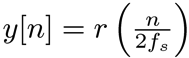 y[n] = r\left(\frac{n}{2f_s}\right)